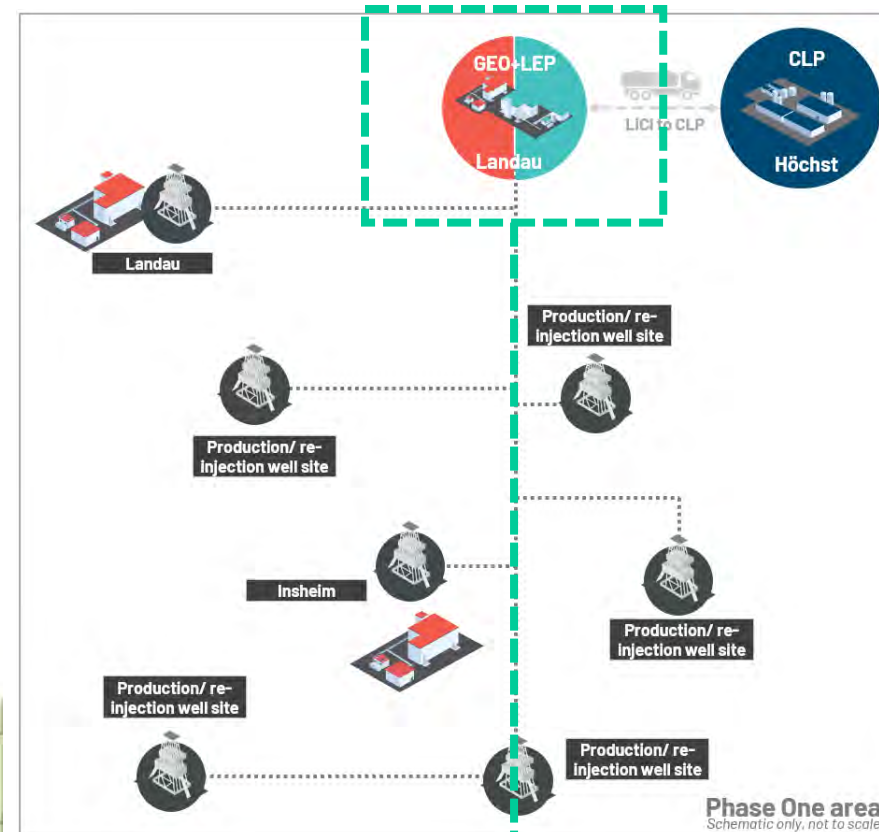 GEO+LEP
Landau
LiCl to CLP
CLP
Höchst
Landau
Production/ re-
injection well site
Production/ re-
injection well site
Insheim
Production/ re-
injection well site
Production/ re-
injection well site
Production/ re-
injection well site
Phase One area
Schematic only, not to scale